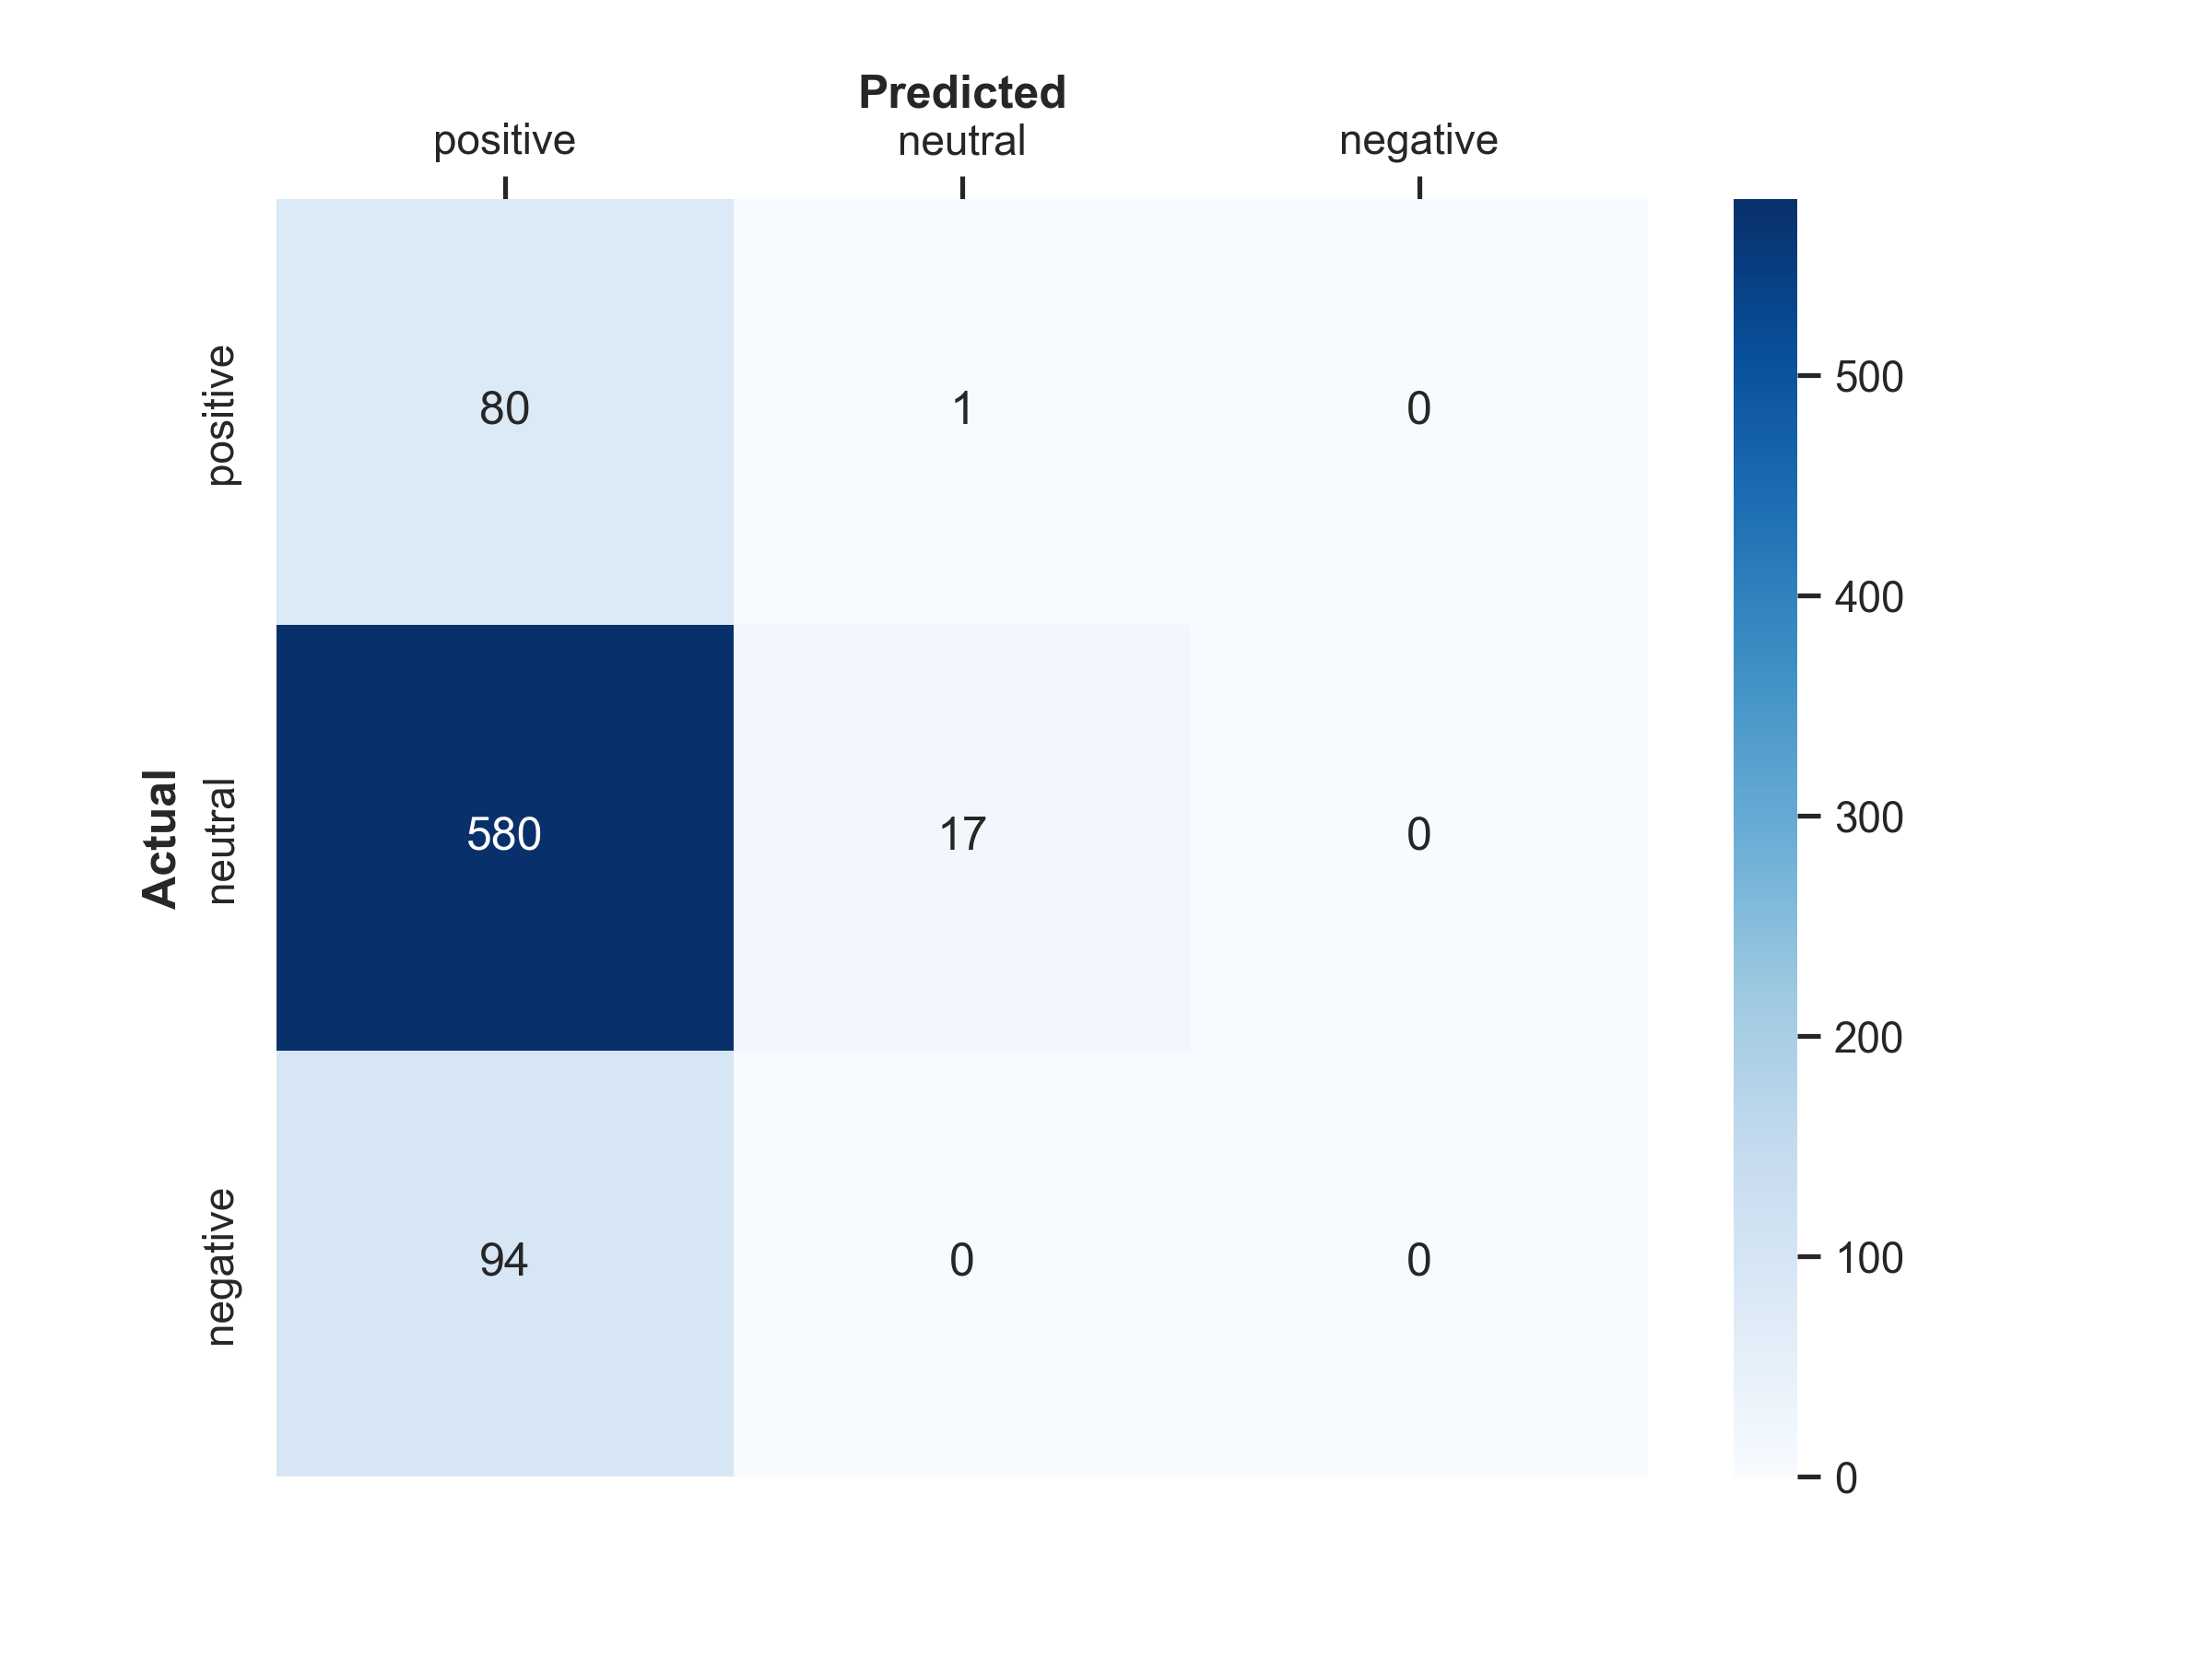 Predicted
positive neutral negative
positive 80 1 0
Actual neutral 580 17 0
negative 94 0 0
500
400
300
200
100
0